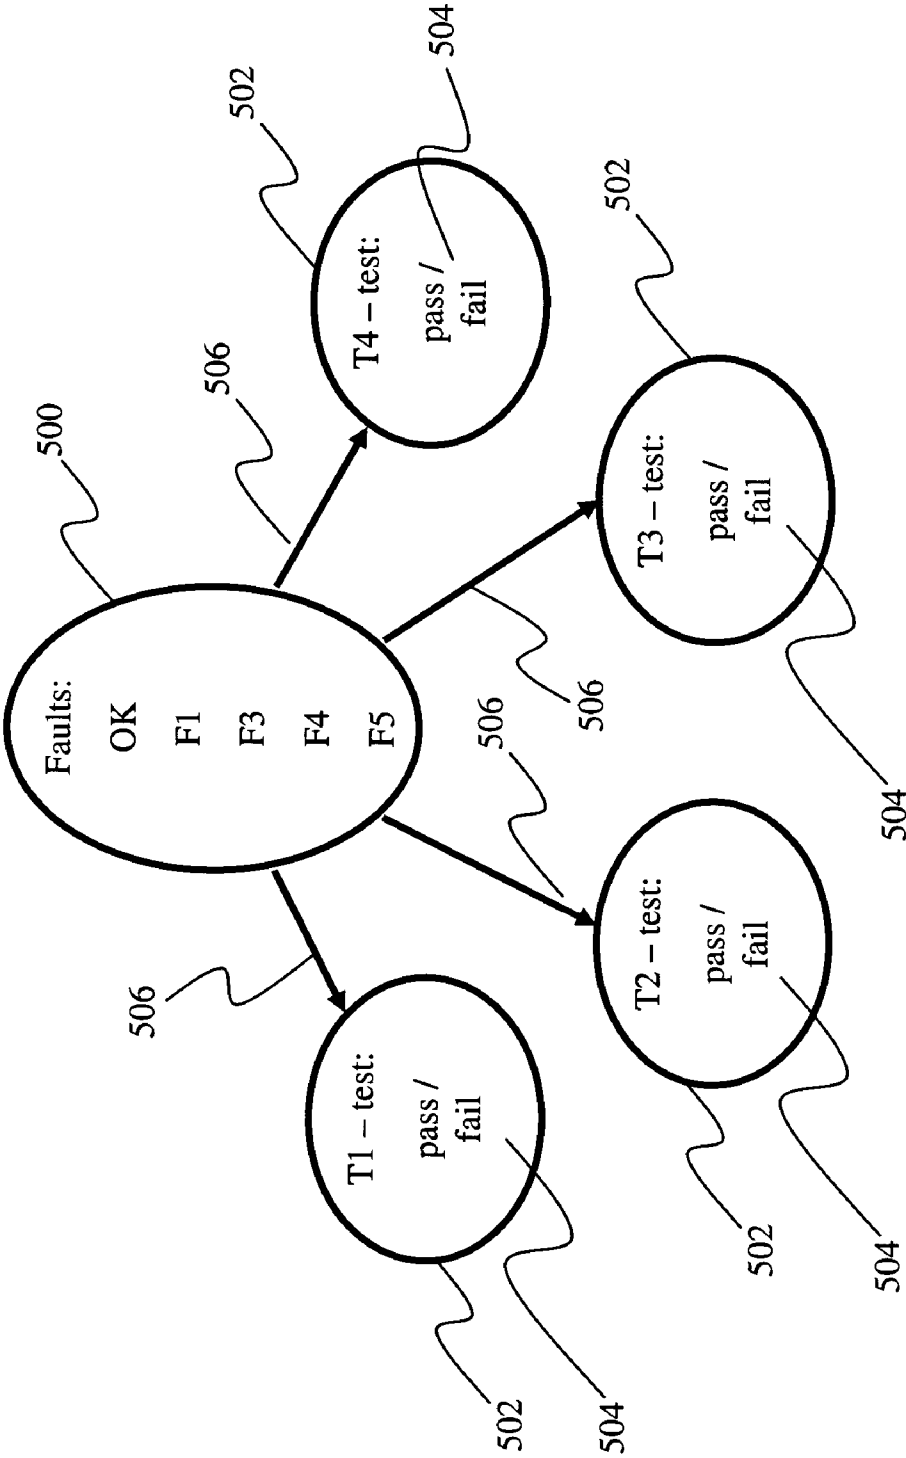 Faults:
OK
F1
F3
F4
F5
500
506
506
506
506
T1 – test:
pass /
fail
502
504
T2 – test:
pass /
fail
502
504
T3 – test:
pass /
fail
502
504
T4 – test:
pass /
fail
502
504